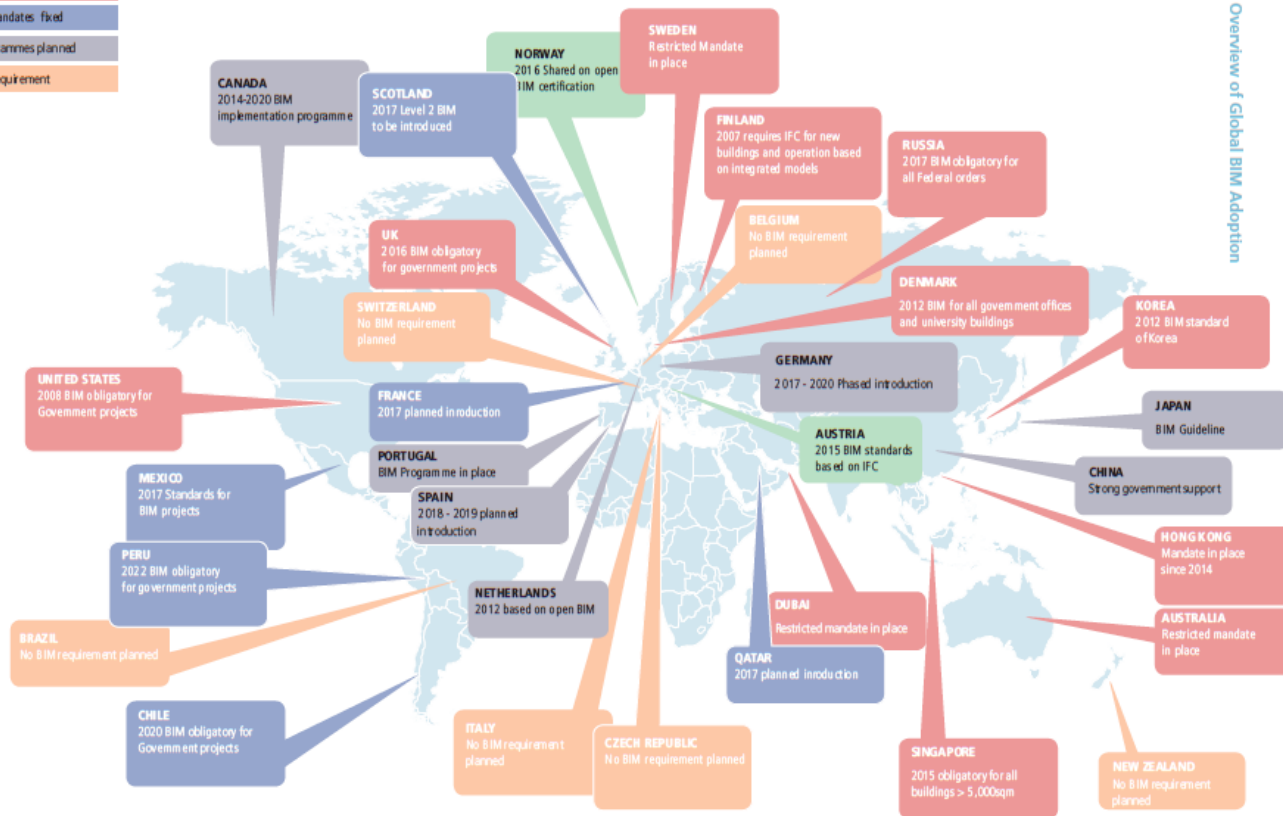 andates fixed
ammes planned
quirement
Overview of Global BIM Adoption
CANADA
2014-2020 BIM
implementation programme
SCOTLAND
2017 Level 2 BIM
to be introduced
NORWAY
2016 Shared on open
IIM certification
SWEDEN
Restricted Mandate
in place
FINLAND
2007 requires IFC for new
buildings and operation based
on integrated models
RUSSIA
2017 BIM obligatory for
all Federal orders
BELGIUM
No BIM requirement
planned
UK
2016 BIM obligatory
for government projects
DENMARK
2012 BIM for all government offices
and university buildings
KOREA
2012 BIM standard
of Korea
SWITZERLAND
No BIM requirement
planned
GERMANY
2017 - 2020 Phased introduction
UNITED STATES
2008 BIM obligatory for
Government projects
FRANCE
2017 planned inroduction
JAPAN
BIM Guideline
AUSTRIA
2015 BIM standards
based on IFC
PORTUGAL
BIM Programme in place
CHINA
Strong government support
MEXICO
2017 Standards for
BIM projects
SPAIN
2018 - 2019 planned
introduction
HONG KONG
Mandate in place
since 2014
PERU
2022 BIM obligatory
for government projects
NETHERLANDS
2012 based on open BIM
DUBAI
Restricted mandate in place
AUSTRALIA
Restricted mandate
in place
BRAZIL
No BIM requirement planned
QATAR
2017 planned inroduction
CHILE
2020 BIM obligatory for
Government projects
ITALY
No BIM requirement
planned
CZECH REPUBLIC
No BIM requirement planned
SINGAPORE
2015 obligatory for all
buildings > 5,000sqm
NEW ZEALAND
No BIM requirement
planned